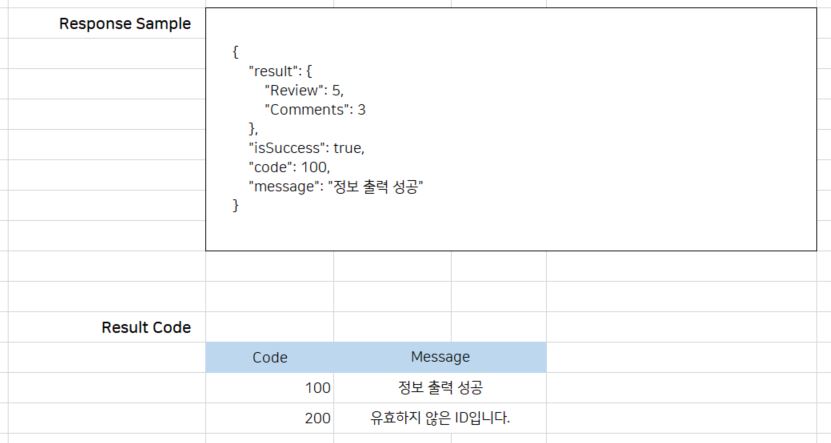 Response Sample
{
"result": {
"Review": 5,
"Comments": 3
},
"isSuccess": true,
"code": 100,
"message": "정보 출력 성공"
}
Result Code
Code Message
100 정보 출력 성공
200 유효하지 않은 ID입니다.